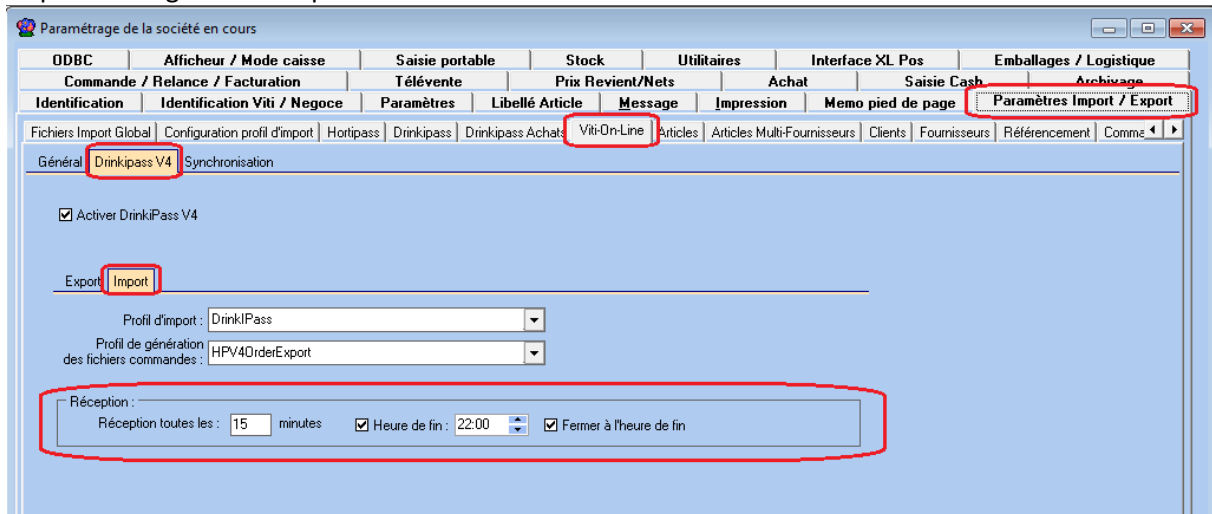 Paramétrage de la société en cours
ODBC Afficheur / Mode caisse Saisie portable Stock Utilitaires Interface XL Pos Emballages / Logistique
Commande / Relance / Facturation Télévente Prix Revient/Nets Achat Saisie Cash Archivage
Identification Identification Viti / Negoce Paramètres Libellé Article Message Impression Memo pied de page Paramètres Import / Export
Fichiers Import Global Configuration profil d'import Hortipass Drinkipass Drinkipass Achats Viti-On-Line Articles Articles Multi-Fournisseurs Clients Fournisseurs Référencement Comma
Général Drinkipass V4 Synchronisation
Activer DrinkiPass V4
Export Import
Profil d'import : DrinkIPass
Profil de génération
des fichiers commandes : HPV4OrderExport
Réception :
Réception toutes les : 15 minutes Heure de fin : 22:00 Fermer à l'heure de fin